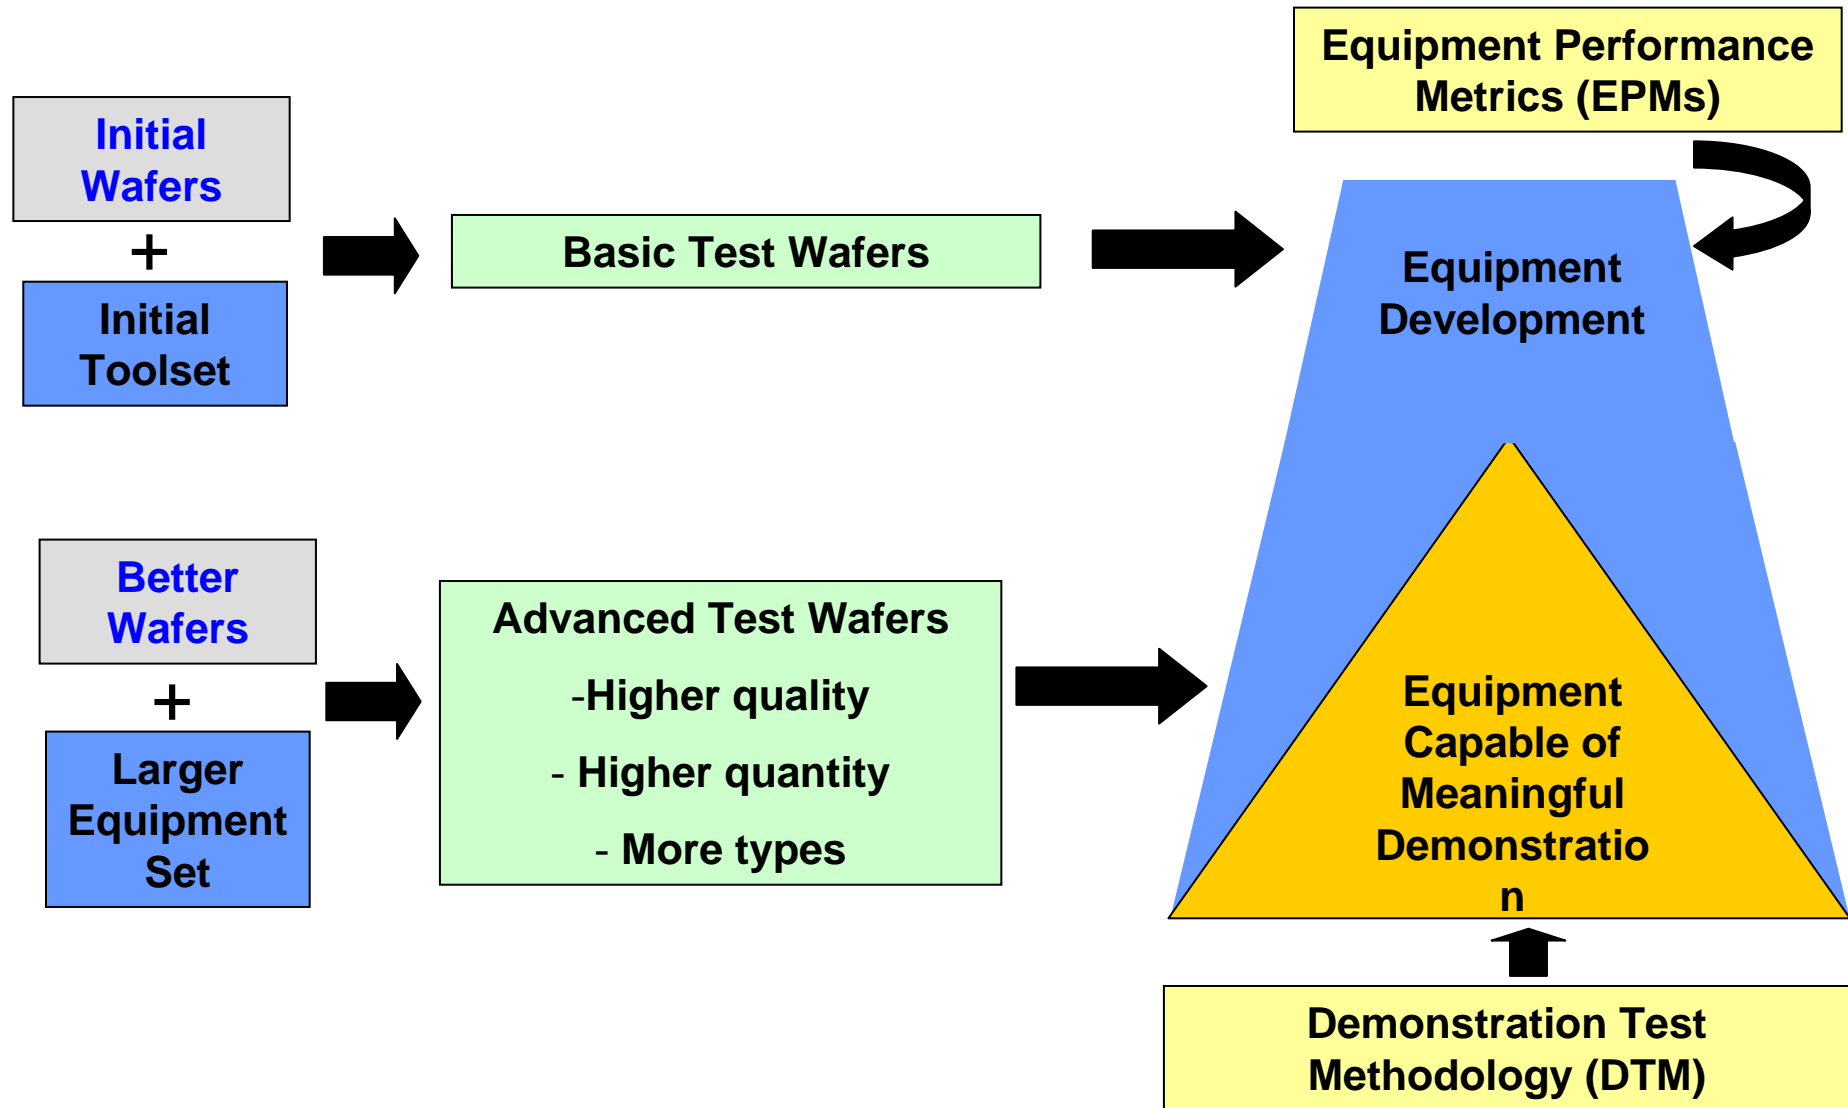 Equipment Performance
Metrics (EPMs)
Initial
Wafers
+
Initial
Toolset
Basic Test Wafers
Equipment
Development
Better
Wafers
+
Larger
Equipment
Set
Advanced Test Wafers
-Higher quality
- Higher quantity
- More types
Equipment
Capable of
Meaningful
Demonstratio
n
Demonstration Test
Methodology (DTM)